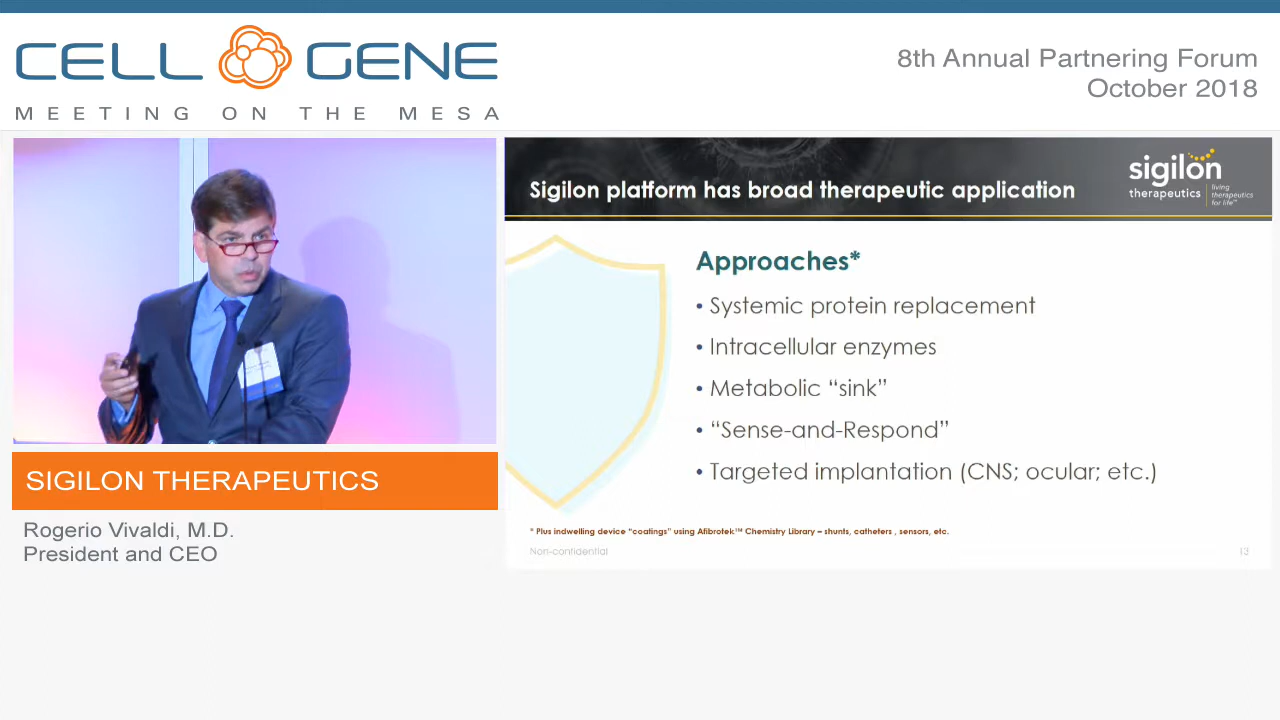 CELL GENE
MEETING ON THE MESA
8th Annual Partnering Forum
October 2018
Sigilon platform has broad therapeutic application
sigilon
therapeutics
living
therapeutics
for life™
Approaches*
• Systemic protein replacement
• Intracellular enzymes
• Metabolic “sink”
• “Sense-and-Respond”
• Targeted implantation (CNS; ocular; etc.)
* Plus indwelling device “coatings” using Afibrotek™ Chemistry Library – shunts, catheters , sensors, etc.
Non-confidential
SIGILON THERAPEUTICS
Rogerio Vivaldi, M.D.
President and CEO